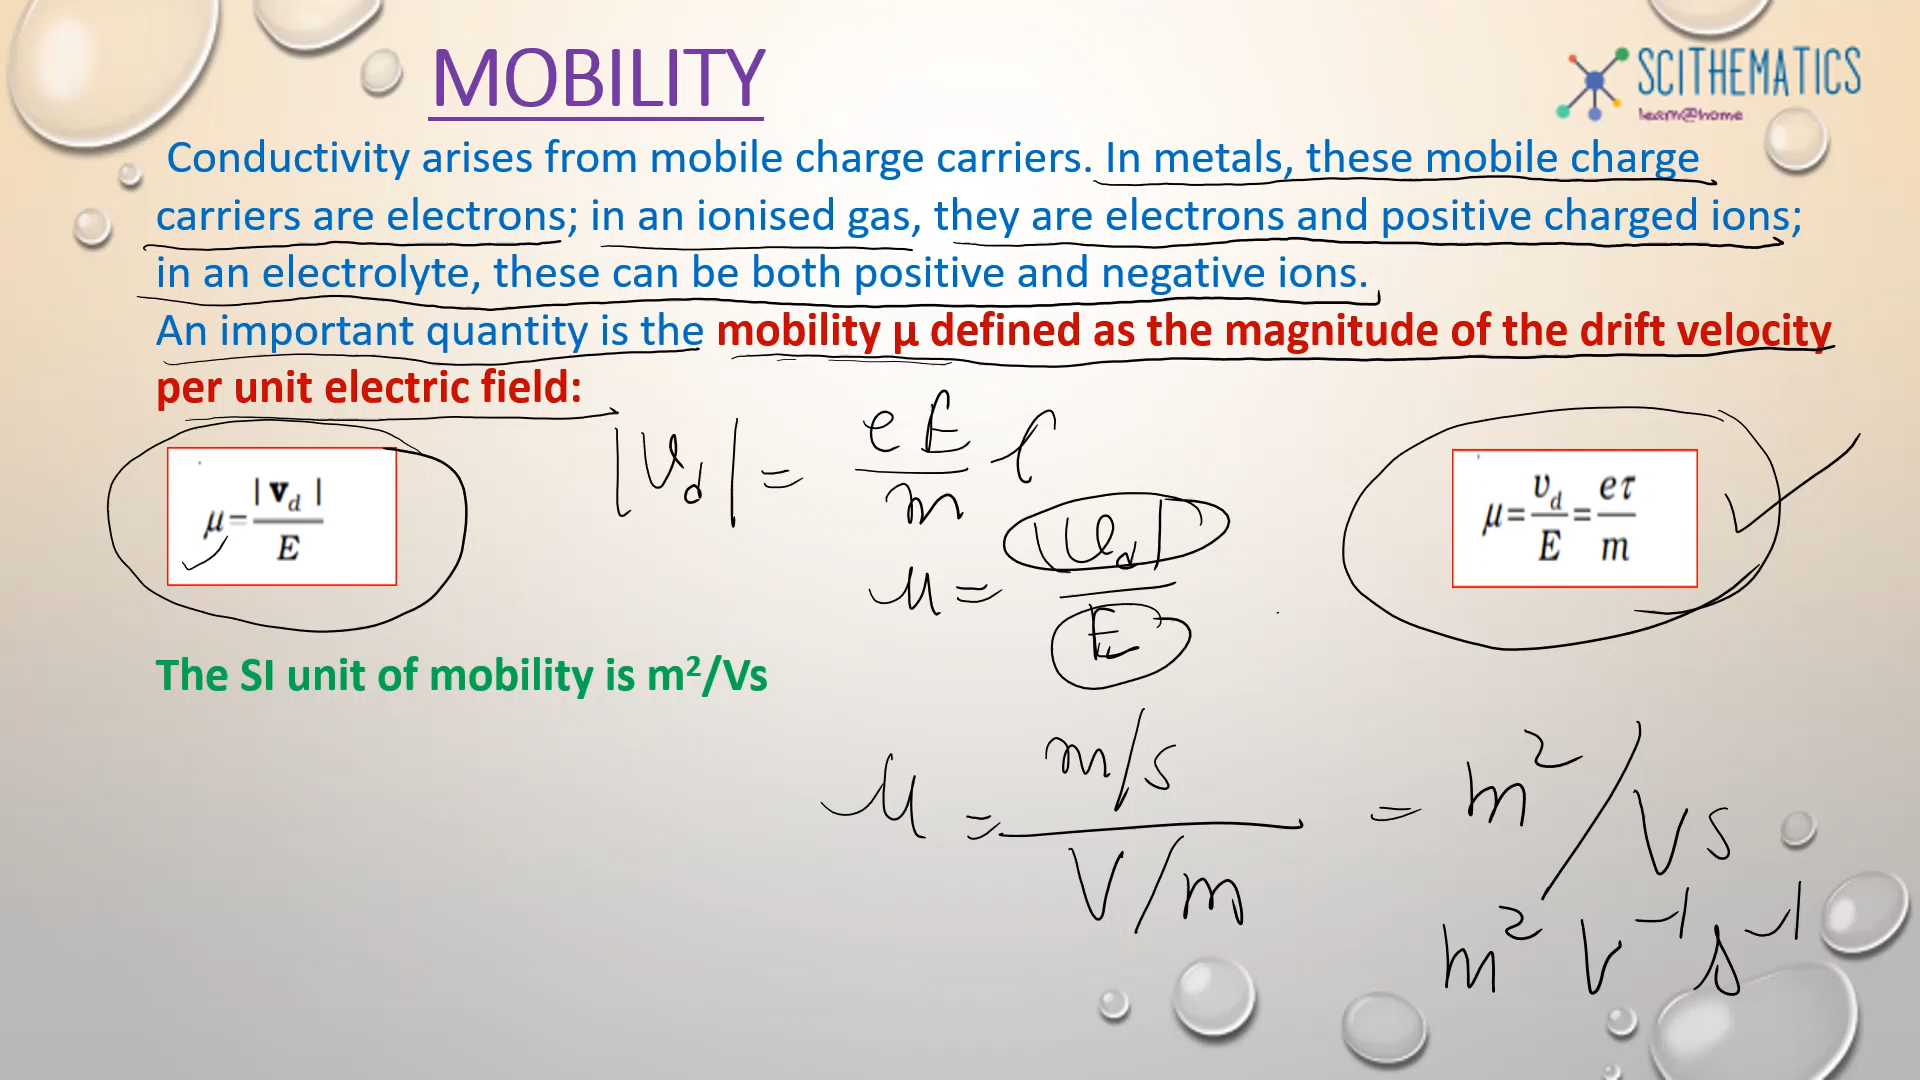 MOBILITY
SCITHEMATICS
learn@home
Conductivity arises from mobile charge carriers. In metals, these mobile charge
carriers are electrons; in an ionised gas, they are electrons and positive charged ions;
in an electrolyte, these can be both positive and negative ions.
An important quantity is the mobility µ defined as the magnitude of the drift velocity
per unit electric field:
μ = |v_d| / E
|v_d| = eE/m τ
μ = |v_d| / E
μ = v_d/E = eτ/m
The SI unit of mobility is m²/Vs
μ = m/s / V/m = m²/Vs
m² V⁻¹ s⁻¹